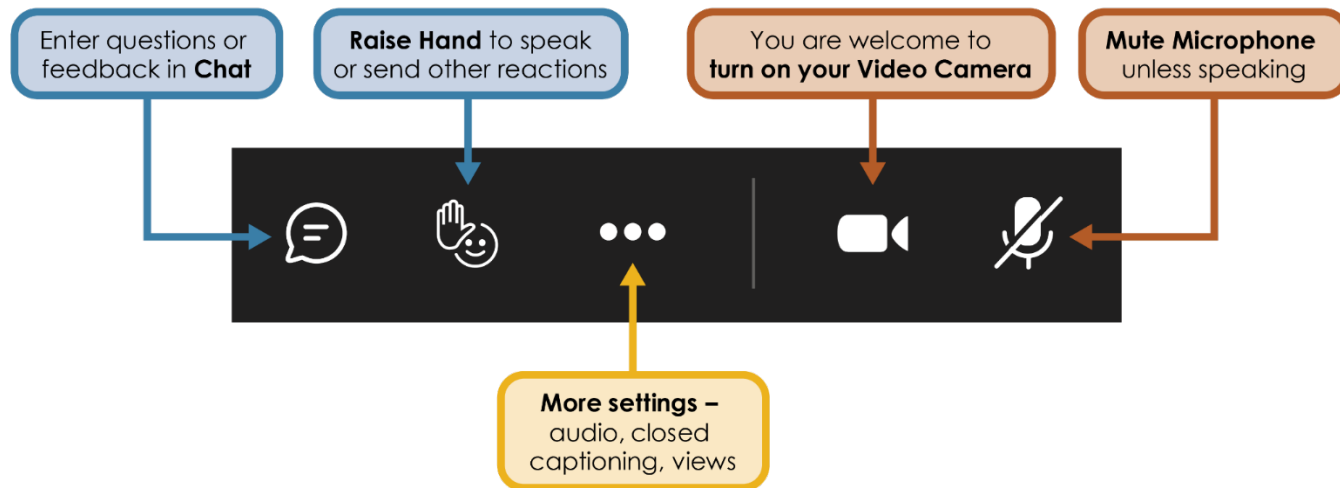 Enter questions or
feedback in Chat
Raise Hand to speak
or send other reactions
You are welcome to
turn on your Video Camera
Mute Microphone
unless speaking
More settings –
audio, closed
captioning, views